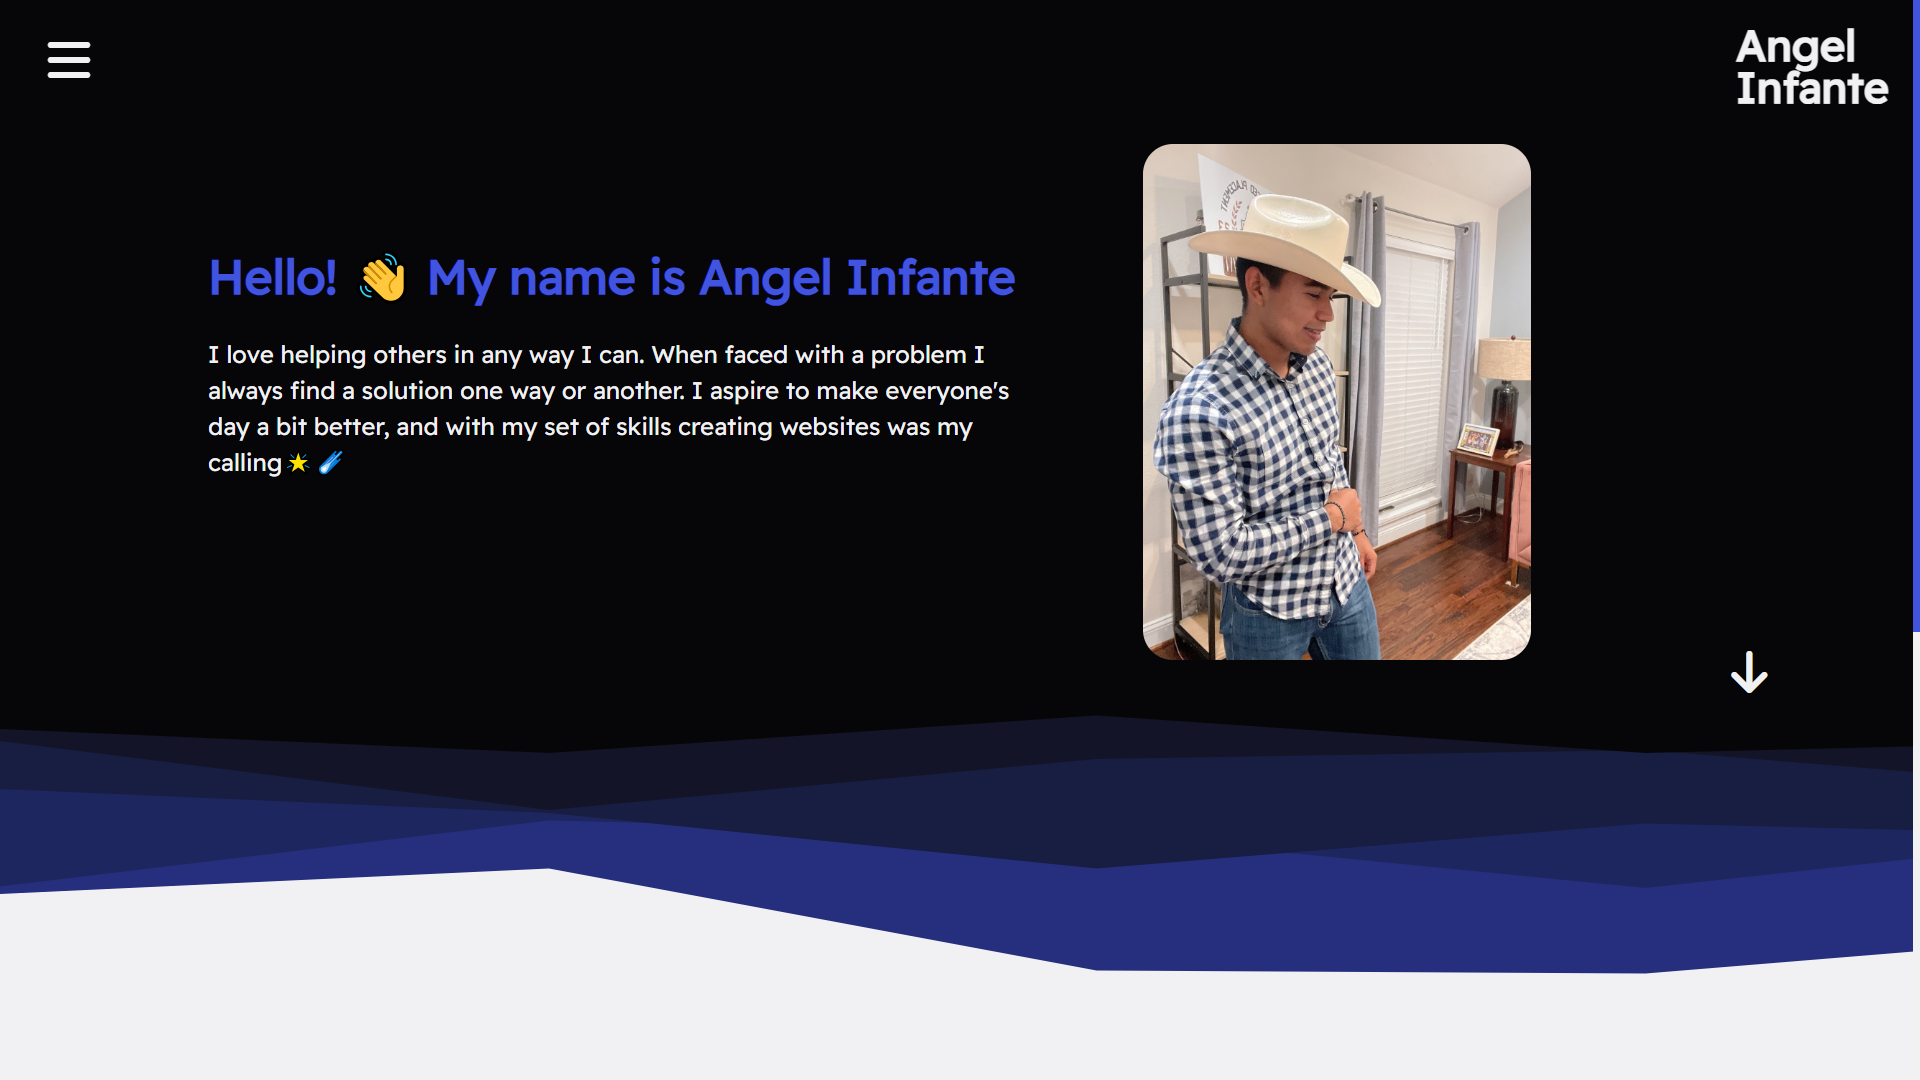 Angel
Infante
Hello! 👋 My name is Angel Infante
I love helping others in any way I can. When faced with a problem I
always find a solution one way or another. I aspire to make everyone's
day a bit better, and with my set of skills creating websites was my
calling 🌟 ☄️